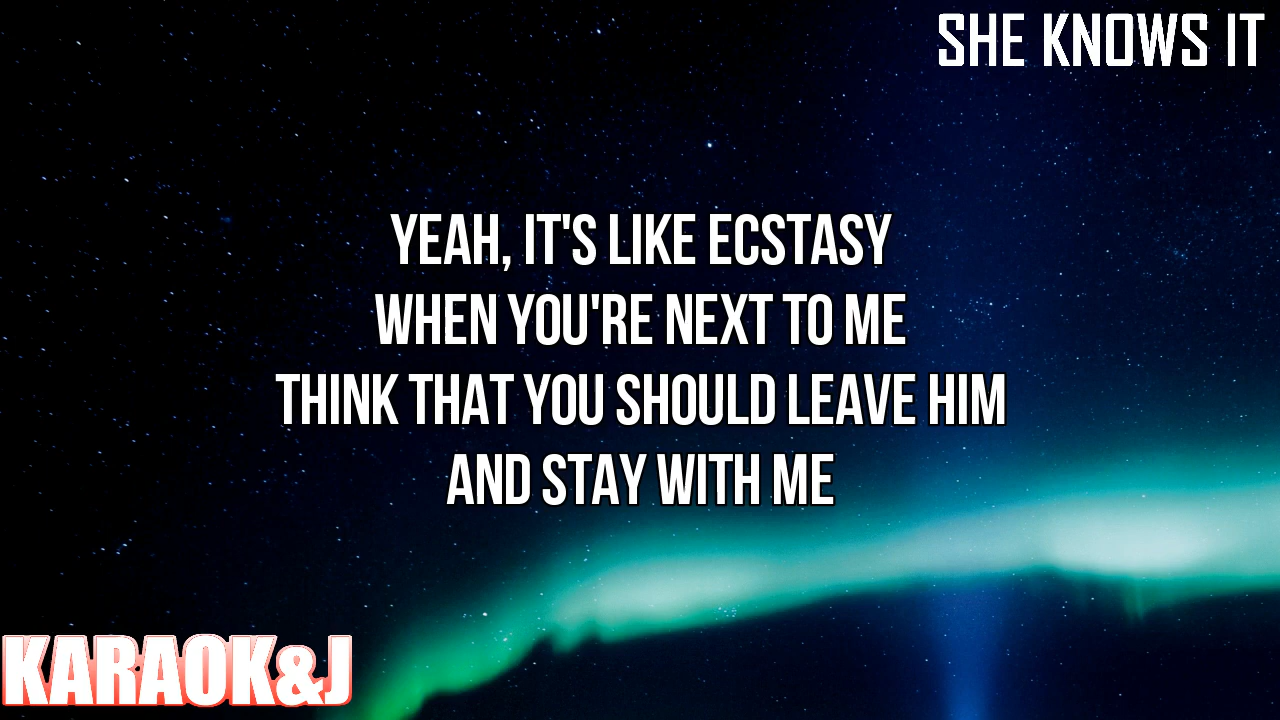 SHE KNOWS IT
YEAH, IT'S LIKE ECSTASY
WHEN YOU'RE NEXT TO ME
THINK THAT YOU SHOULD LEAVE HIM
AND STAY WITH ME
KARAOK&J